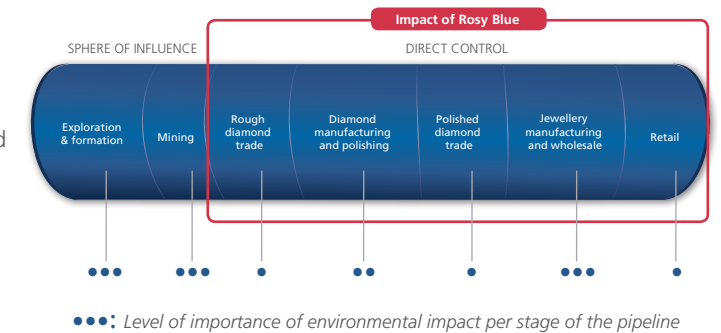 Impact of Rosy Blue
SPHERE OF INFLUENCE
DIRECT CONTROL
Exploration
& formation
Mining
Rough
diamond
trade
Diamond
manufacturing
and polishing
Polished
diamond
trade
Jewellery
manufacturing
and wholesale
Retail
d
●●●
●●●
●
●●
●
●●●
●
●●●: Level of importance of environmental impact per stage of the pipeline